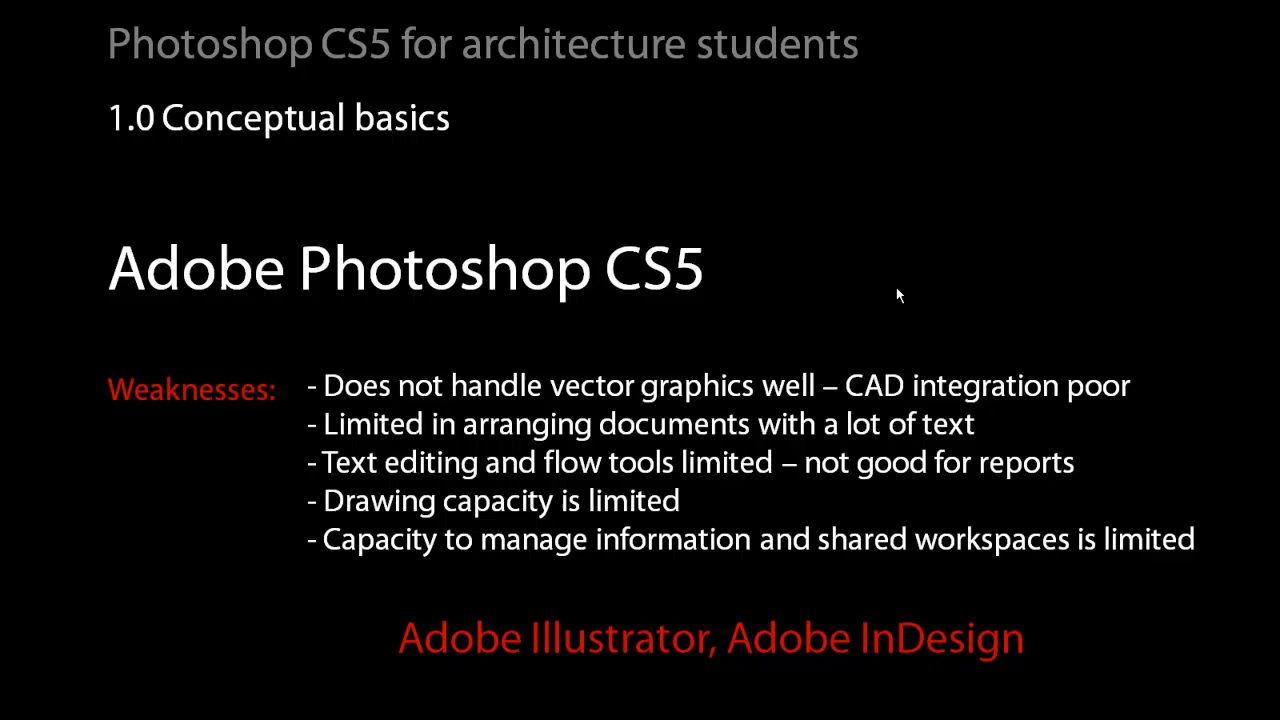 Photoshop CS5 for architecture students
1.0 Conceptual basics
Adobe Photoshop CS5
Weaknesses:
- Does not handle vector graphics well – CAD integration poor
- Limited in arranging documents with a lot of text
- Text editing and flow tools limited – not good for reports
- Drawing capacity is limited
- Capacity to manage information and shared workspaces is limited
Adobe Illustrator, Adobe InDesign